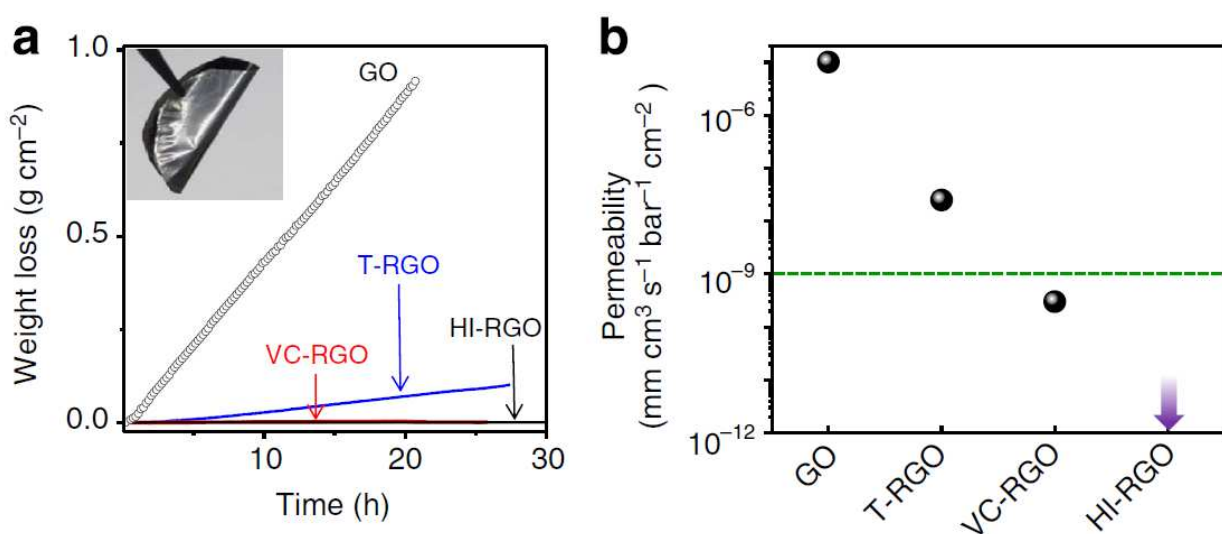 a
1.0
0.5
0.0
Weight loss (g cm⁻²)
GO
T-RGO
VC-RGO
HI-RGO
10
20
30
Time (h)
b
Permeability
(mm cm³ s⁻¹ bar⁻¹ cm⁻²)
10⁻⁶
10⁻⁹
10⁻¹²
GO
T-RGO
VC-RGO
HI-RGO